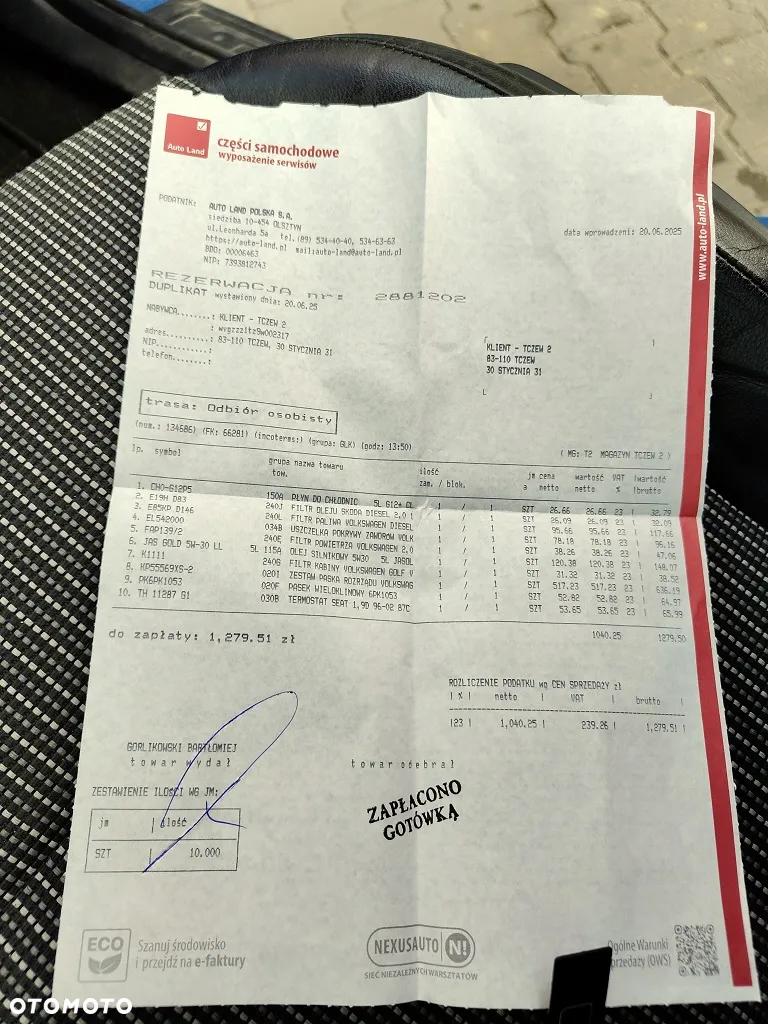 Auto Land
części samochodowe
wyposażenie serwisów
PODATNIK: AUTO LAND POLSKA S.A.
siedziba 10-454 OLSZTYN
ul.Leonharda 5a tel.(89) 534-40-40, 534-63-63
https://auto-land.pl mail:auto-land@auto-land.pl
BDO: 00006463
NIP: 7393812743
data wprowadzeni: 20.06.2025
www.auto-land.pl
REZERWACJA nr: 2881202
DUPLIKAT wystawiony dnia: 20.06.25
NABYWCA........: KLIENT - TCZEW 2
: wvgzzz1tz9w002317
adres..........: 83-110 TCZEW, 30 STYCZNIA 31
NIP............:
telefon........:
KLIENT - TCZEW 2
83-110 TCZEW
30 STYCZNIA 31
trasa: Odbiór osobisty
(num.: 134686) (FK: 66281) (incoterms:) (grupa: GLK) (godz: 13:50)
( MG: T2 MAGAZYN TCZEW 2 )
lp. symbol grupa nazwa towaru ilość jm cena wartość VAT |wartość
tow. zam. / blok. a netto netto % |brutto
1. CHO-G12P5 150A PŁYN DO CHŁODNIC 5L G12+ CL 1 / 1 SZT 26.66 26.66 23 | 32.79
2. E19H D83 240J FILTR OLEJU SKODA DIESEL 2,0 1 1 / 1 SZT 26.09 26.09 23 | 32.09
3. E85KP D146 240L FILTR PALIWA VOLKSWAGEN DIESEL 1 / 1 SZT 95.66 95.66 23 | 117.66
4. EL542000 034B USZCZELKA POKRYWY ZAWORÓW VOLK 1 / 1 SZT 78.18 78.18 23 | 96.16
5. FAP139/2 240E FILTR POWIETRZA VOLKSWAGEN 2,0 1 / 1 SZT 38.26 38.26 23 | 47.06
6. JAS GOLD 5W-30 LL 5L 115A OLEJ SILNIKOWY 5W30 5L JASOL 1 / 1 SZT 120.38 120.38 23 | 148.07
7. K1111 240G FILTR KABINY VOLKSWAGEN GOLF V 1 / 1 SZT 31.32 31.32 23 | 38.52
8. KP55569XS-2 0201 ZESTAW PASKA ROZRZĄDU VOLKSWAG 1 / 1 SZT 517.23 517.23 23 | 636.19
9. PK6PK1053 020F PASEK WIELOKLINOWY 6PK1053 1 / 1 SZT 52.82 52.82 23 | 64.97
10. TH 11287 G1 030B TERMOSTAT SEAT 1,9D 96-02 87C 1 / 1 SZT 53.65 53.65 23 | 65.99
do zapłaty: 1,279.51 zł
1040.25 1279.50
ROZLICZENIE PODATKU wg CEN SPRZEDAŻY zł
| % | netto VAT brutto |
|23 | 1,040.25 | 239.26 | 1,279.51 |
GORLIKOWSKI BARTŁOMIEJ
towar wydał
towar odebrał
ZESTAWIENIE ILOŚCI WG JM:
jm | ilość
SZT | 10.000
ZAPŁACONO
GOTÓWKĄ
ECO
Szanuj środowisko
i przejdź na e-faktury
NEXUSAUTO N!
SIEĆ NIEZALEŻNYCH WARSZTATÓW
Ogólne Warunki
(OWS)
OTOMOTO